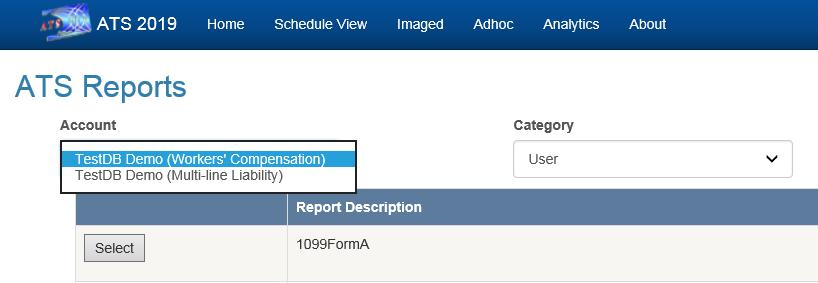 ATS
ATS 2019 Home Schedule View Imaged Adhoc Analytics About
ATS Reports
Account Category
TestDB Demo (Workers' Compensation) User
TestDB Demo (Multi-line Liability)
Report Description
Select 1099FormA